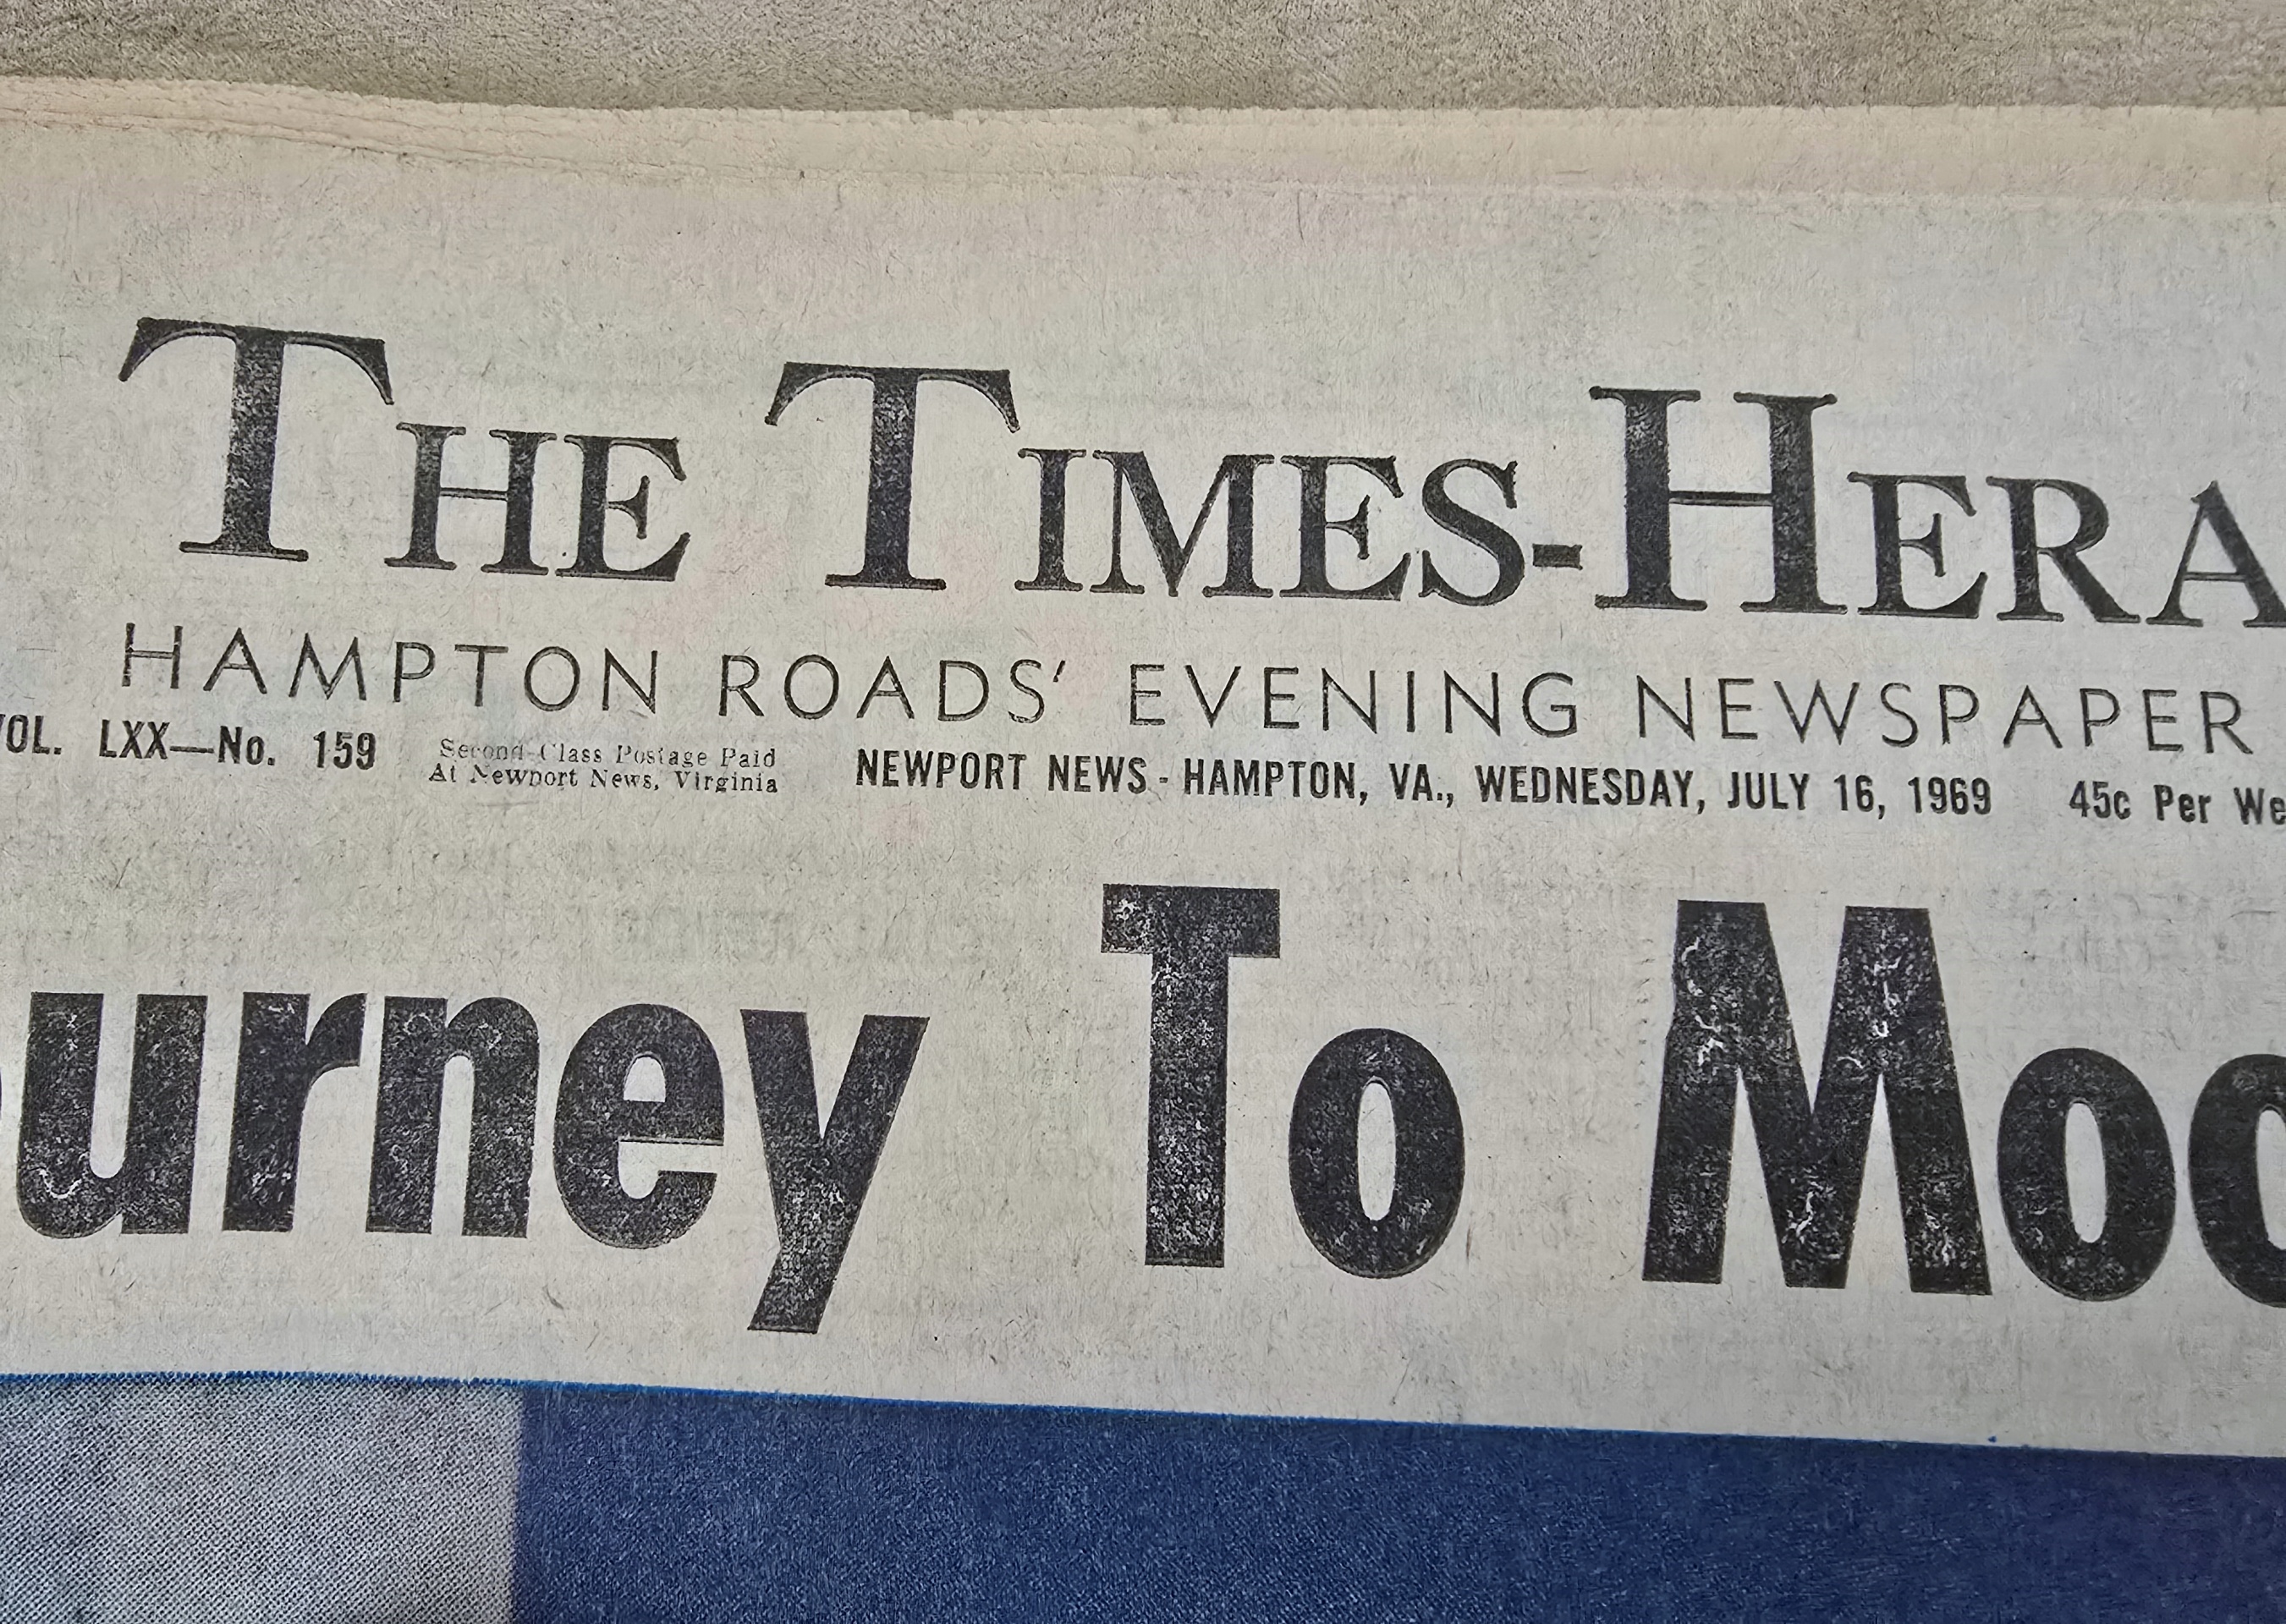 THE TIMES-HERA
HAMPTON ROADS' EVENING NEWSPAPER
VOL. LXX—No. 159
Second-Class Postage Paid
At Newport News, Virginia
NEWPORT NEWS - HAMPTON, VA., WEDNESDAY, JULY 16, 1969
45c Per We
urney To Moo